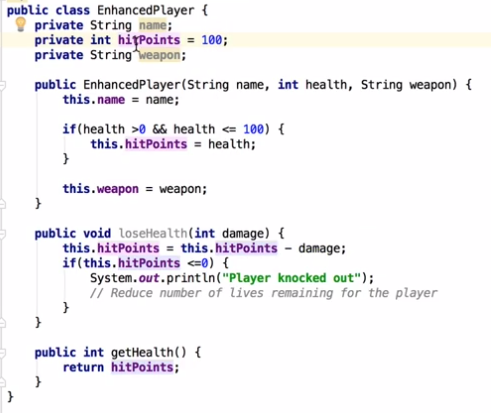 public class EnhancedPlayer {
private String name;
private int hitPoints = 100;
private String weapon;
public EnhancedPlayer(String name, int health, String weapon) {
this.name = name;
if(health >0 && health <= 100) {
this.hitPoints = health;
}
this.weapon = weapon;
}
public void loseHealth(int damage) {
this.hitPoints = this.hitPoints - damage;
if(this.hitPoints <=0) {
System.out.println("Player knocked out");
// Reduce number of lives remaining for the player
}
}
public int getHealth() {
return hitPoints;
}
}